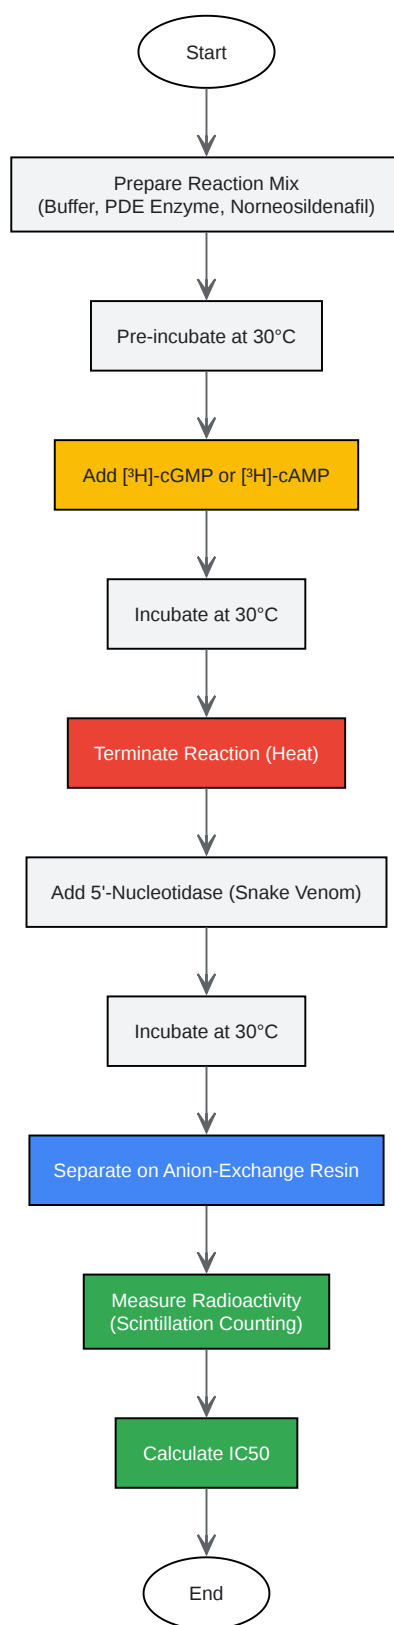 Start
Prepare Reaction Mix
(Buffer, PDE Enzyme, Norneosildenafil)
Pre-incubate at 30°C
Add [³H]-cGMP or [³H]-cAMP
Incubate at 30°C
Terminate Reaction (Heat)
Add 5'-Nucleotidase (Snake Venom)
Incubate at 30°C
Separate on Anion-Exchange Resin
Measure Radioactivity
(Scintillation Counting)
Calculate IC50
End